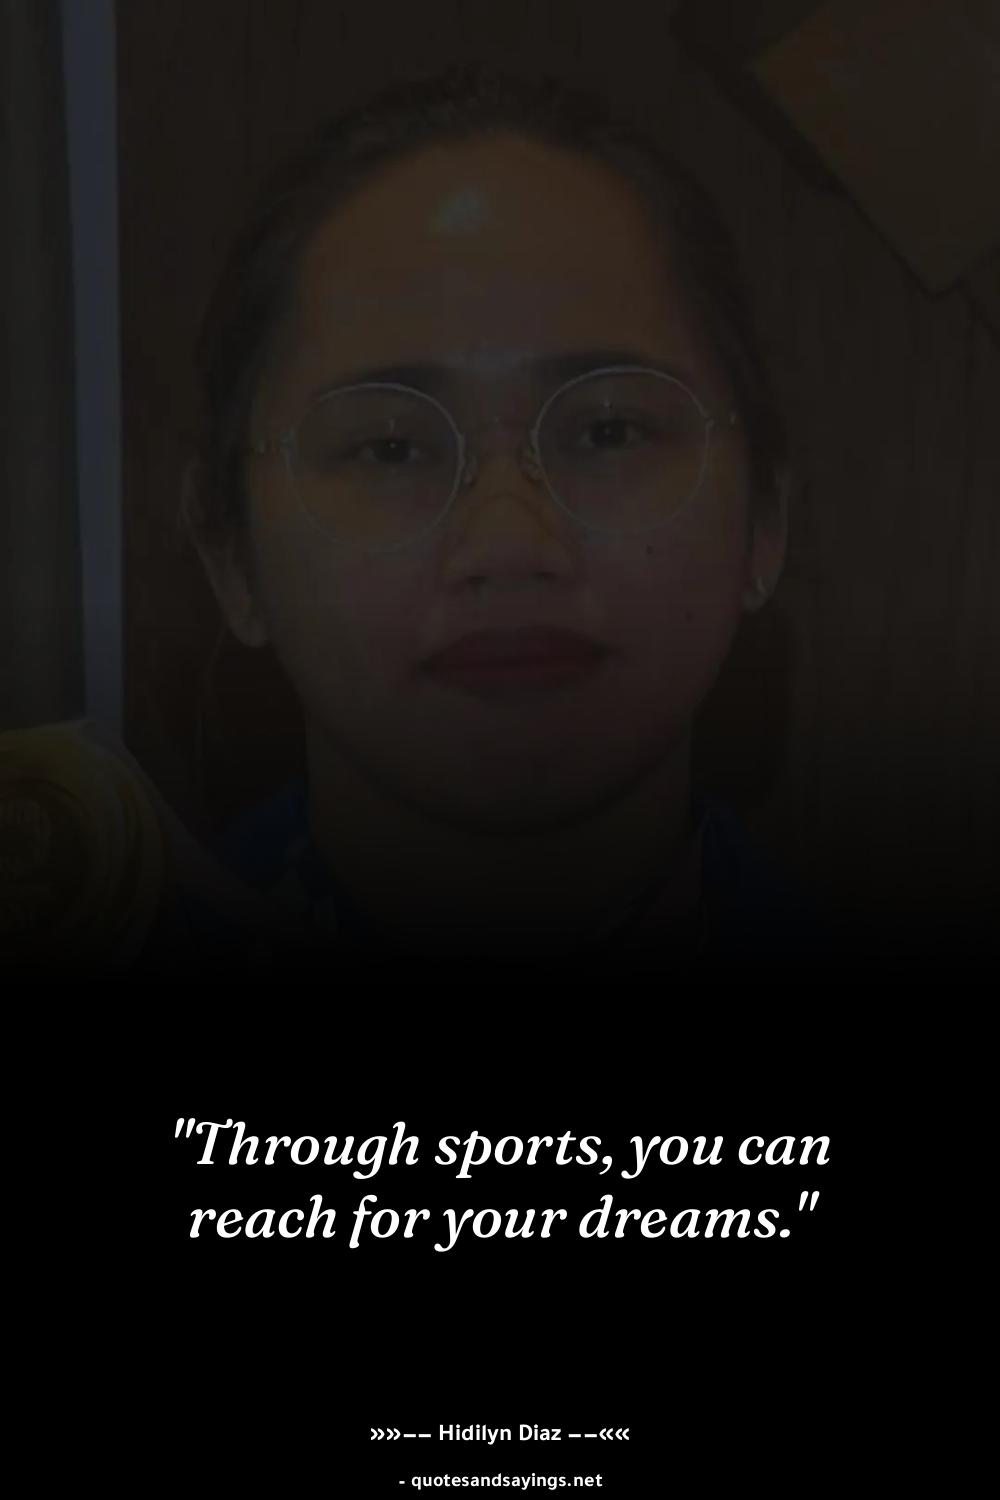 "Through sports, you can
reach for your dreams."
»»−− Hidilyn Diaz −−««
- quotesandsayings.net